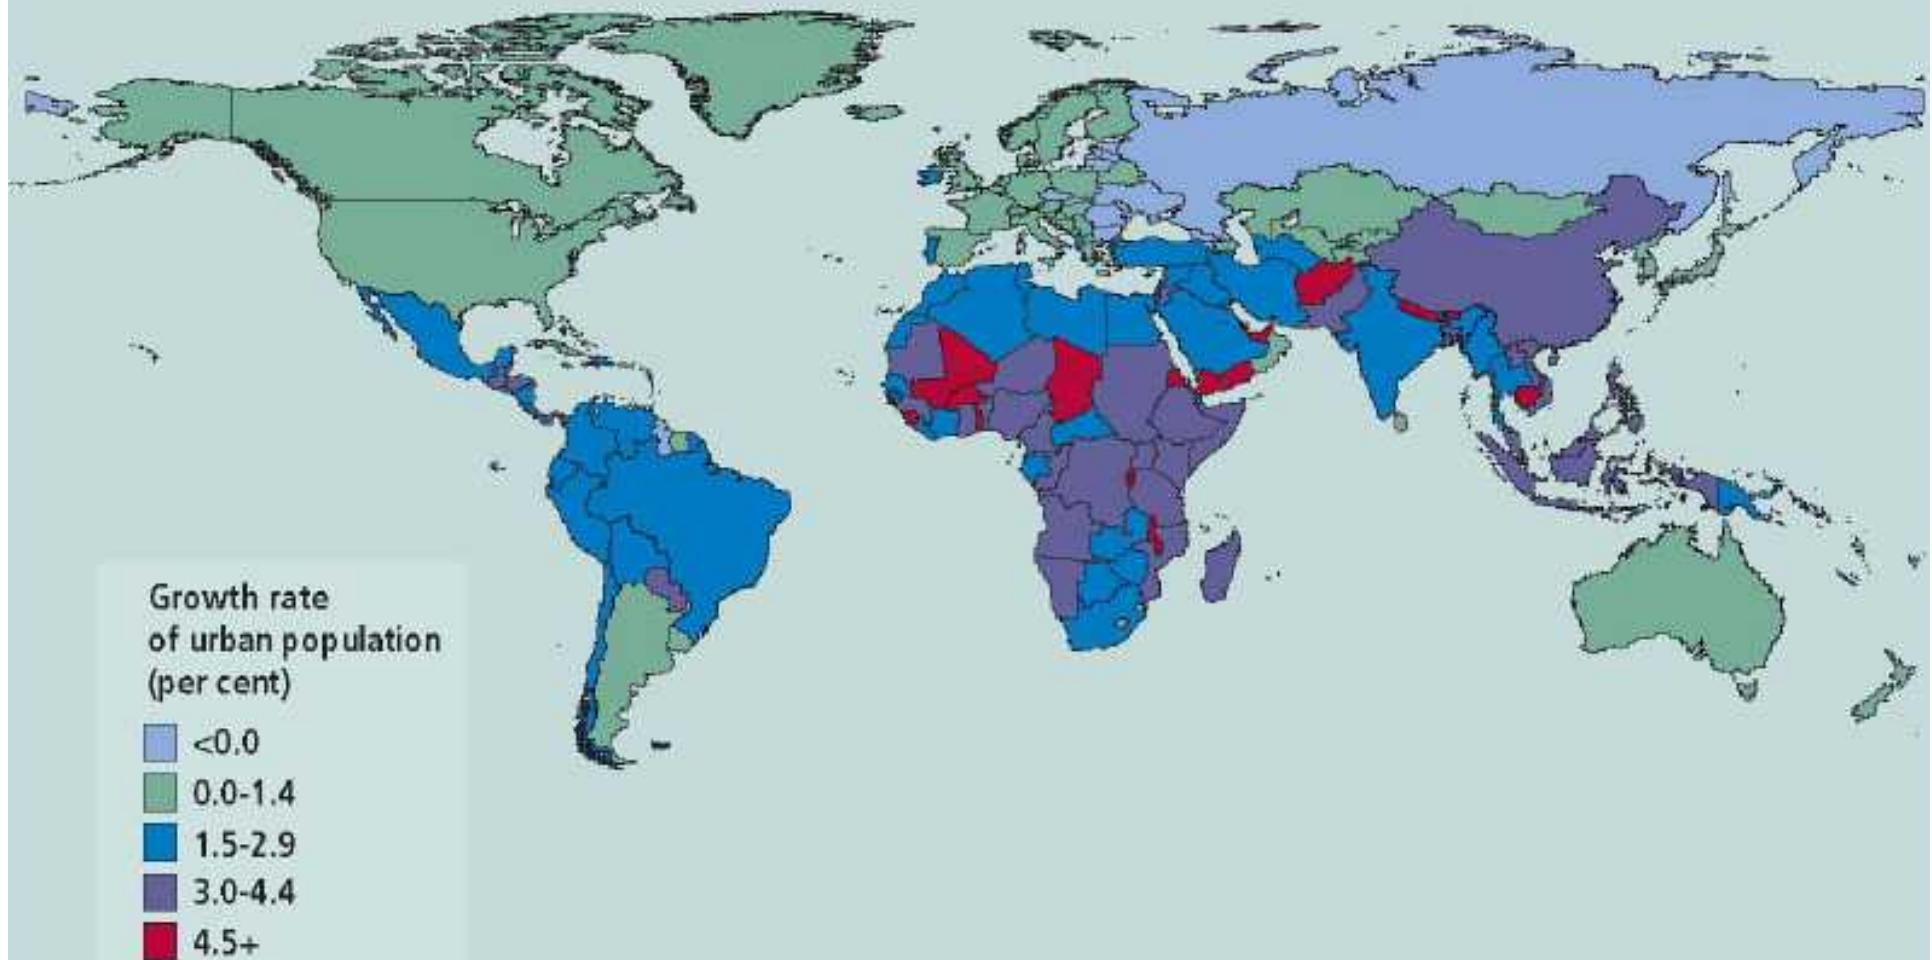 Growth rate
of urban population
(per cent)
<0.0
0.0-1.4
1.5-2.9
3.0-4.4
4.5+